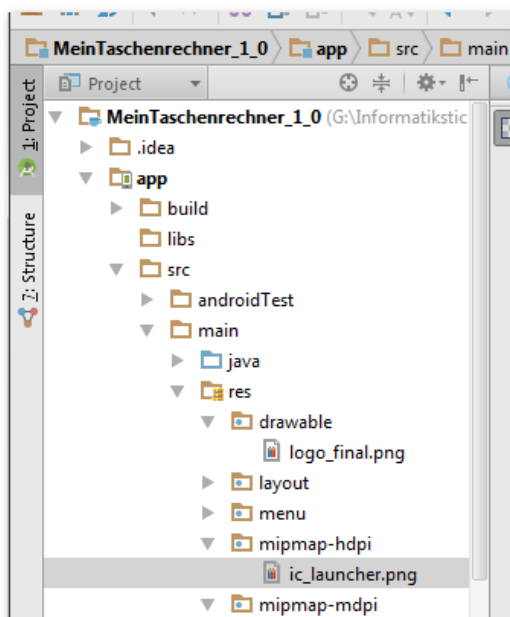 MeinTaschenrechner_1_0 app src main
1: Project
Project
MeinTaschenrechner_1_0 (G:\Informatikstic
.idea
app
build
libs
7: Structure
src
androidTest
main
java
res
drawable
logo_final.png
layout
menu
mipmap-hdpi
ic_launcher.png
mipmap-mdpi